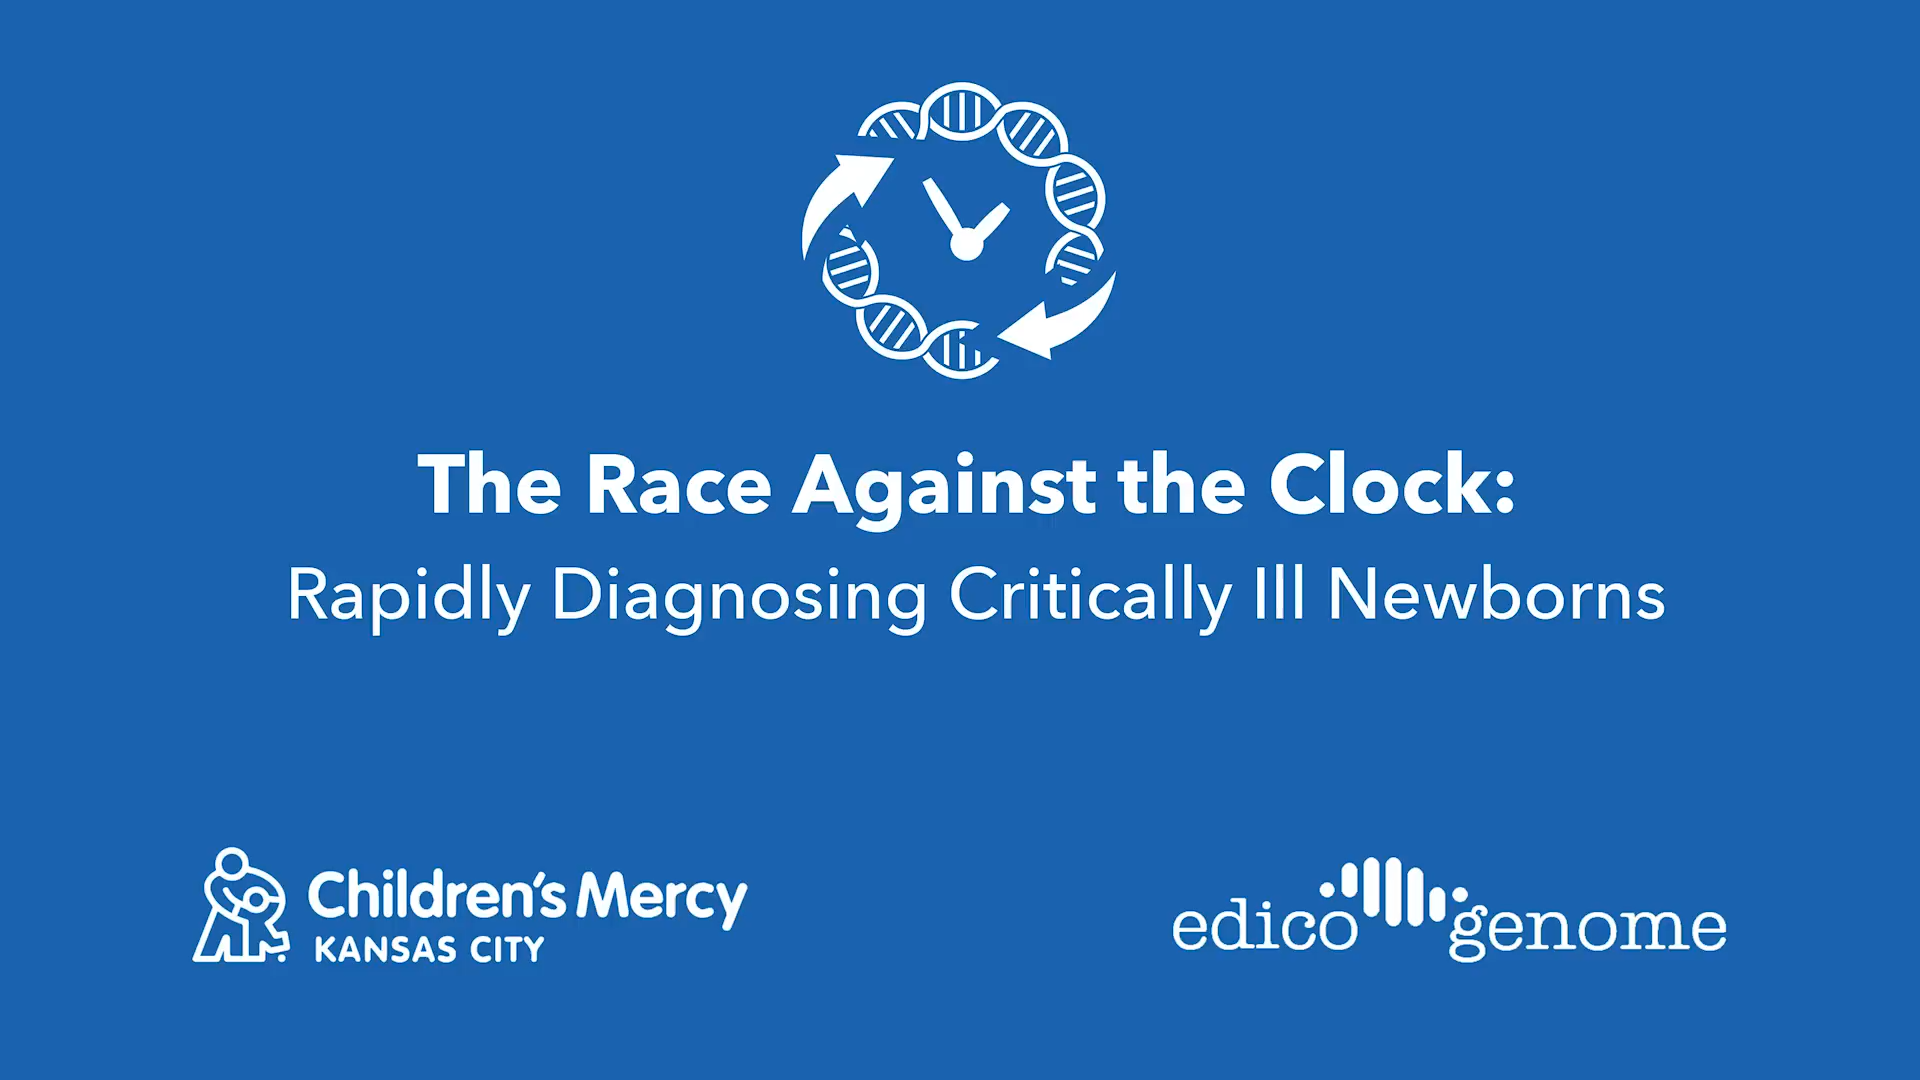 The Race Against the Clock:
Rapidly Diagnosing Critically Ill Newborns
Children's Mercy
KANSAS CITY
edico genome